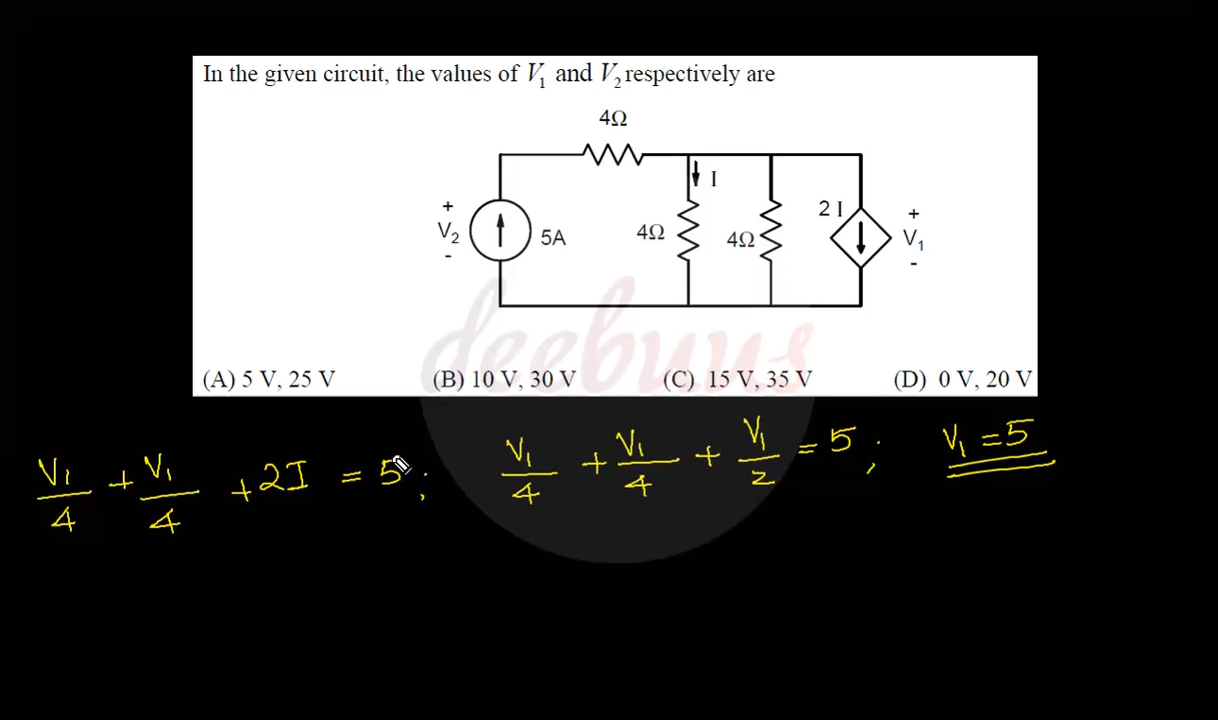 In the given circuit, the values of V₁ and V₂ respectively are
4Ω
I
2 I
+
+
V₂
5A
4Ω
4Ω
V₁
-
-
deebuus
(A) 5 V, 25 V (B) 10 V, 30 V (C) 15 V, 35 V (D) 0 V, 20 V
V₁/4 + V₁/4 + 2I = 5 ; V₁/4 + V₁/4 + V₁/2 = 5 ; V₁ = 5